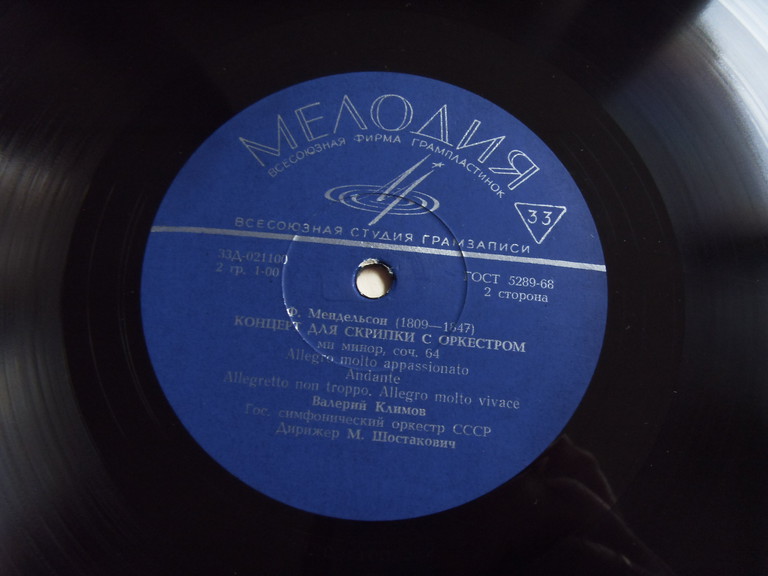 МЕЛОДИЯ
ВСЕСОЮЗНАЯ ФИРМА ГРАМПЛАСТИНОК
33
ВСЕСОЮЗНАЯ СТУДИЯ ГРАМЗАПИСИ
33Д-021100
ГОСТ 5289-68
2 гр. 1-00
2 сторона
Ф. Мендельсон (1809—1847)
КОНЦЕРТ ДЛЯ СКРИПКИ С ОРКЕСТРОМ
ми минор, соч. 64
Allegro molto appassionato
Andante
Allegretto non troppo. Allegro molto vivace
Валерий Климов
Гос. симфонический оркестр СССР
Дирижер М. Шостакович